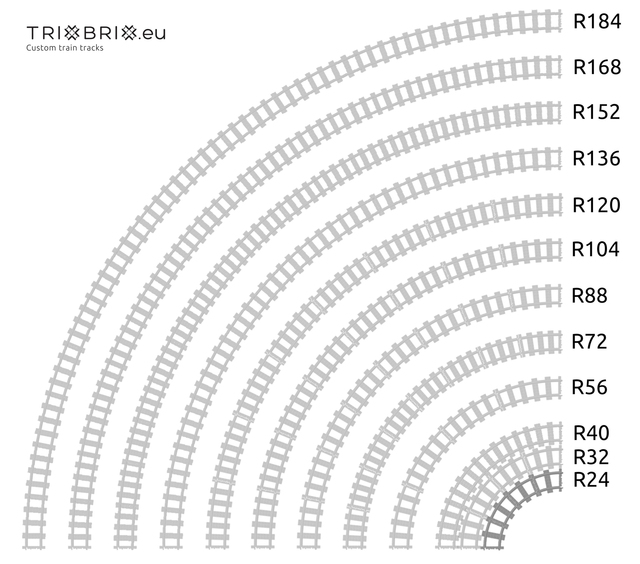 TRIXBRIX.eu
Custom train tracks
R184
R168
R152
R136
R120
R104
R88
R72
R56
R40
R32
R24